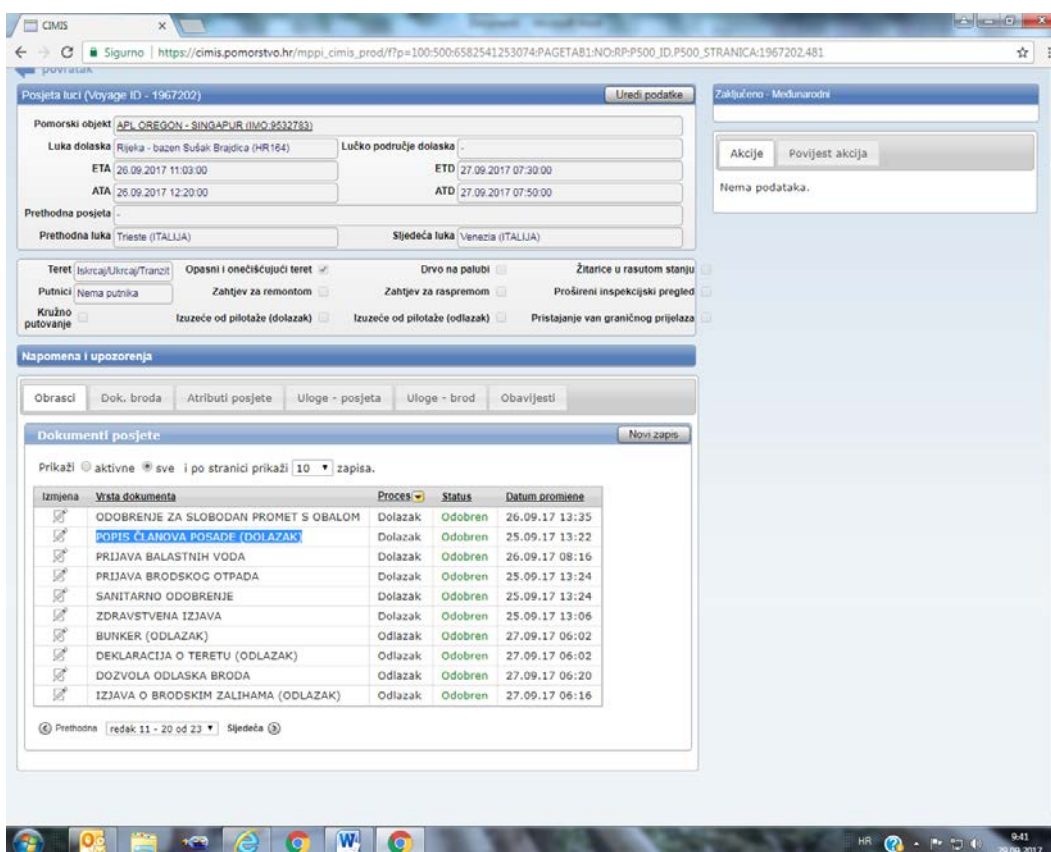 CIMIS
Sigurno | https://cimis.pomorstvo.hr/mppi_cimis_prod/f?p=100:500:6582541253074:PAGETAB1:NO:RP:P500_ID,P500_STRANICA:1967202,481
povratak
Posjeta luci (Voyage ID - 1967202) Uredi podatke
Zaključeno - Međunarodni
Pomorski objekt APL OREGON - SINGAPUR (IMO:9532783)
Luka dolaska Rijeka - bazen Sušak Brajdica (HR164) Lučko područje dolaska -
ETA 26.09.2017 11:03:00 ETD 27.09.2017 07:30:00
ATA 26.09.2017 12:20:00 ATD 27.09.2017 07:50:00
Prethodna posjeta -
Prethodna luka Trieste (ITALIJA) Sljedeća luka Venezia (ITALIJA)
Akcije Povijest akcija
Nema podataka.
Teret Iskrcaj/Ukrcaj/Tranzit Opasni i onečišćujući teret Drvo na palubi Žitarice u rasutom stanju
Putnici Nema putnika Zahtjev za remontom Zahtjev za raspremom Prošireni inspekcijski pregled
Kružno
putovanje Izuzeće od pilotaže (dolazak) Izuzeće od pilotaže (odlazak) Pristajanje van graničnog prijelaza
Napomena i upozorenja
Obrasci Dok. broda Atributi posjete Uloge - posjeta Uloge - brod Obavijesti
Dokumenti posjete Novi zapis
Prikaži aktivne sve i po stranici prikaži 10 zapisa.
Izmjena Vrsta dokumenta Proces Status Datum promjene
ODOBRENJE ZA SLOBODAN PROMET S OBALOM Dolazak Odobren 26.09.17 13:35
POPIS ČLANOVA POSADE (DOLAZAK) Dolazak Odobren 25.09.17 13:22
PRIJAVA BALASTNIH VODA Dolazak Odobren 26.09.17 08:16
PRIJAVA BRODSKOG OTPADA Dolazak Odobren 25.09.17 13:24
SANITARNO ODOBRENJE Dolazak Odobren 25.09.17 13:24
ZDRAVSTVENA IZJAVA Dolazak Odobren 25.09.17 13:06
BUNKER (ODLAZAK) Odlazak Odobren 27.09.17 06:02
DEKLARACIJA O TERETU (ODLAZAK) Odlazak Odobren 27.09.17 06:02
DOZVOLA ODLASKA BRODA Odlazak Odobren 27.09.17 06:20
IZJAVA O BRODSKIM ZALIHAMA (ODLAZAK) Odlazak Odobren 27.09.17 06:16
Prethodna redak 11 - 20 od 23 Sljedeća
HR 9:41
29.09.2017